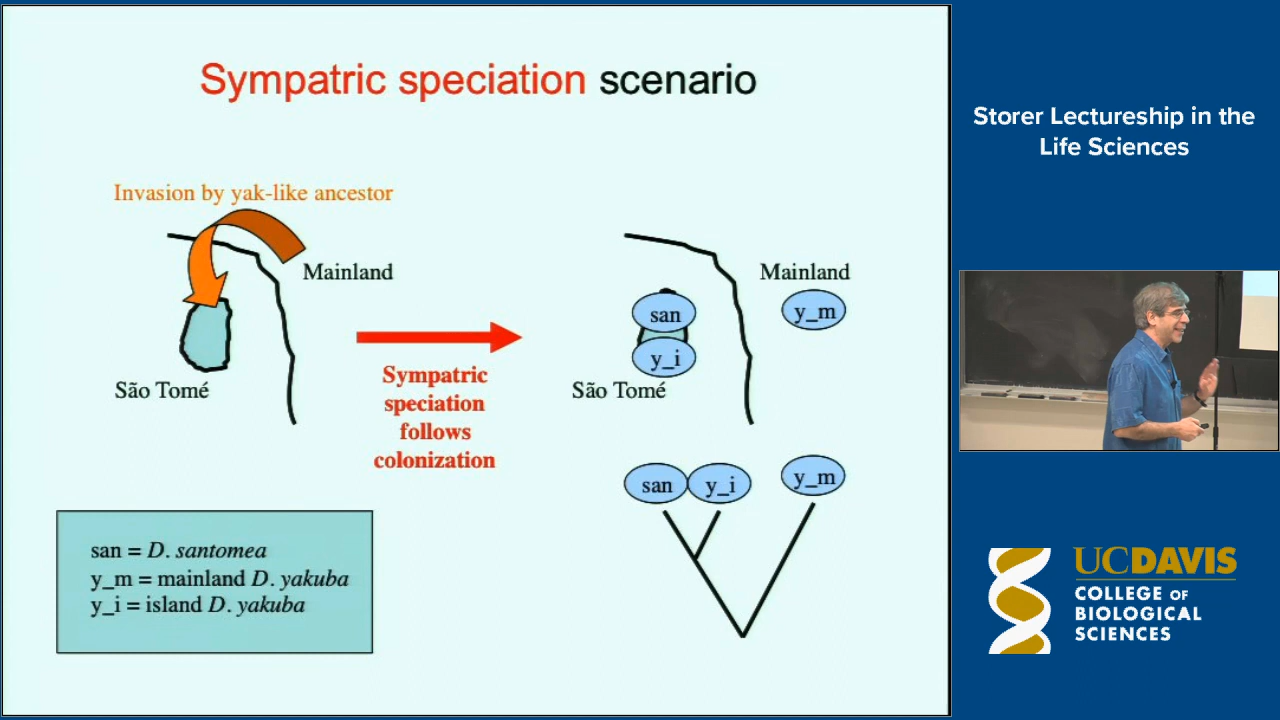 Sympatric speciation scenario
Invasion by yak-like ancestor
Mainland
São Tomé
Sympatric
speciation
follows
colonization
san = D. santomea
y_m = mainland D. yakuba
y_i = island D. yakuba
Mainland
san
y_m
y_i
São Tomé
san
y_i
y_m
Storer Lectureship in the
Life Sciences
UCDAVIS
COLLEGE OF
BIOLOGICAL
SCIENCES